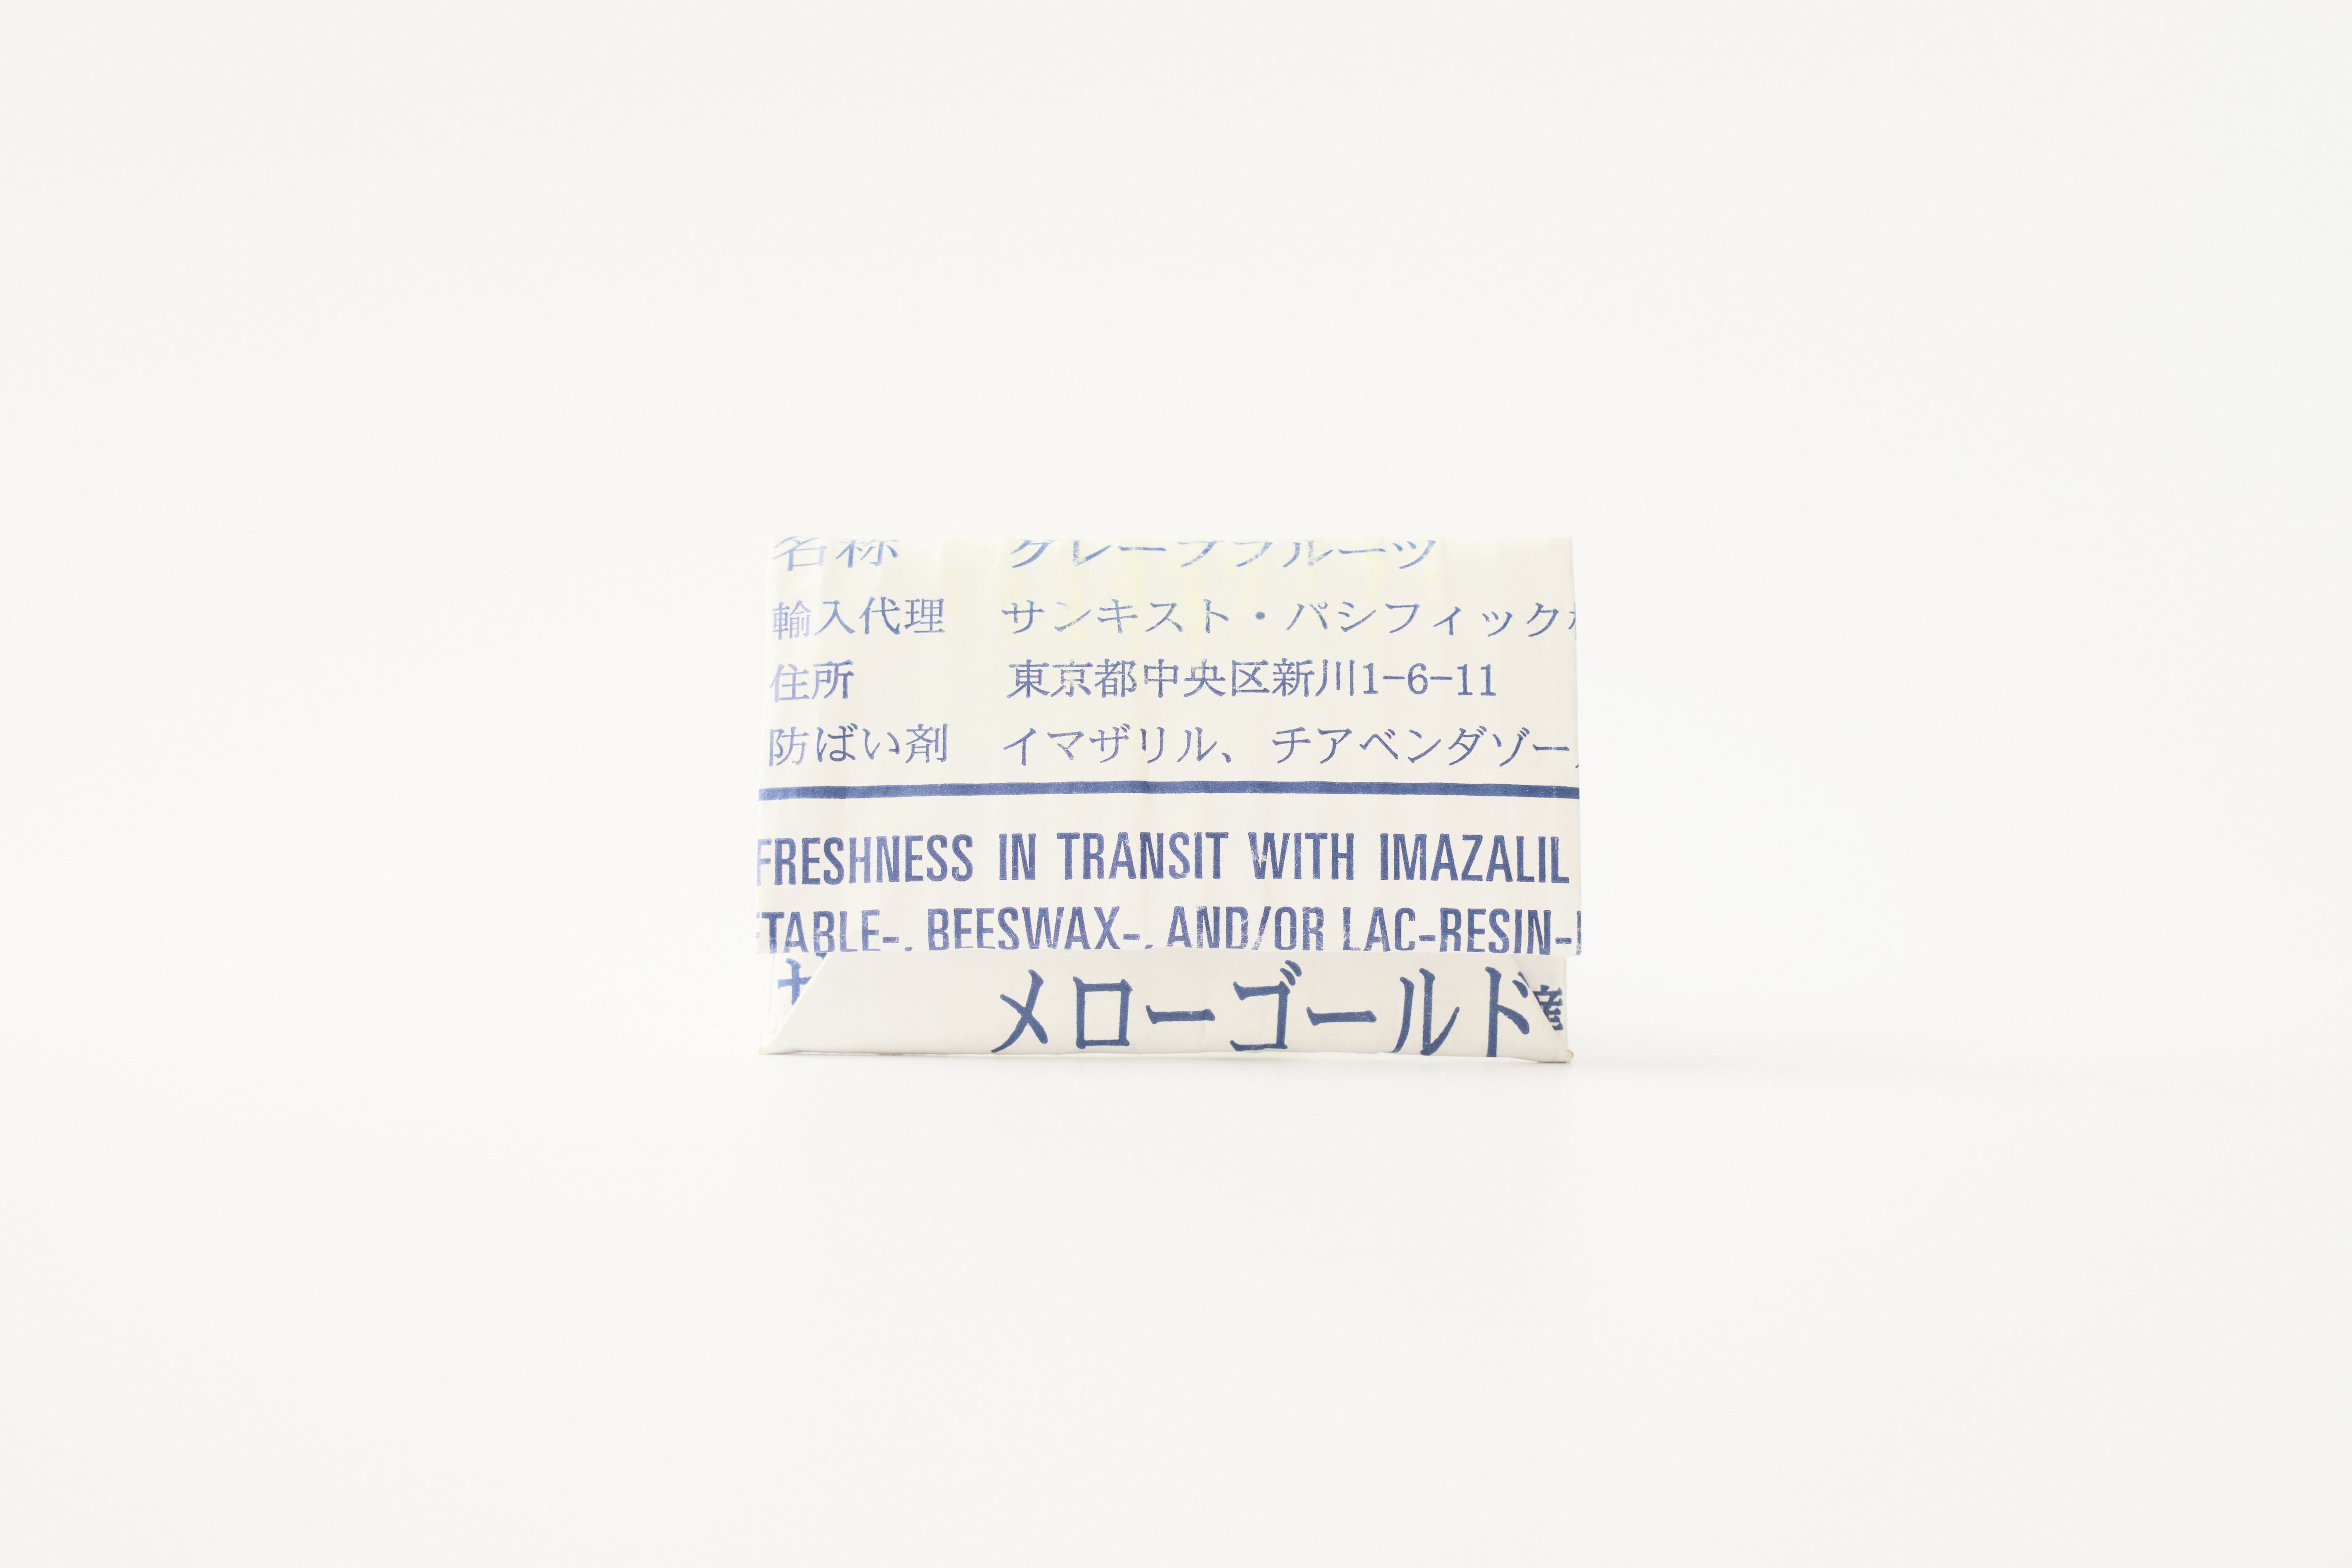 名称 グレープフルーツ
輸入代理 サンキスト・パシフィック
住所 東京都中央区新川1-6-11
防ばい剤 イマザリル、チアベンダゾー
FRESHNESS IN TRANSIT WITH IMAZALIL
TABLE-, BEESWAX-, AND/OR LAC-RESIN-
メローゴールド